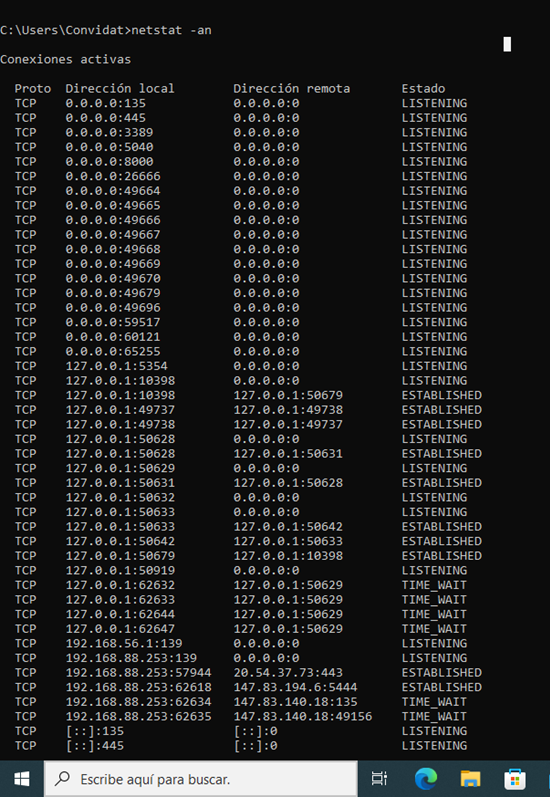 C:\Users\Convidat>netstat -an
Conexiones activas
Proto  Dirección local        Dirección remota       Estado
TCP    0.0.0.0:135            0.0.0.0:0              LISTENING
TCP    0.0.0.0:445            0.0.0.0:0              LISTENING
TCP    0.0.0.0:3389           0.0.0.0:0              LISTENING
TCP    0.0.0.0:5040           0.0.0.0:0              LISTENING
TCP    0.0.0.0:8000           0.0.0.0:0              LISTENING
TCP    0.0.0.0:26666          0.0.0.0:0              LISTENING
TCP    0.0.0.0:49664          0.0.0.0:0              LISTENING
TCP    0.0.0.0:49665          0.0.0.0:0              LISTENING
TCP    0.0.0.0:49666          0.0.0.0:0              LISTENING
TCP    0.0.0.0:49667          0.0.0.0:0              LISTENING
TCP    0.0.0.0:49668          0.0.0.0:0              LISTENING
TCP    0.0.0.0:49669          0.0.0.0:0              LISTENING
TCP    0.0.0.0:49670          0.0.0.0:0              LISTENING
TCP    0.0.0.0:49679          0.0.0.0:0              LISTENING
TCP    0.0.0.0:49696          0.0.0.0:0              LISTENING
TCP    0.0.0.0:59517          0.0.0.0:0              LISTENING
TCP    0.0.0.0:60121          0.0.0.0:0              LISTENING
TCP    0.0.0.0:65255          0.0.0.0:0              LISTENING
TCP    127.0.0.1:5354         0.0.0.0:0              LISTENING
TCP    127.0.0.1:10398        0.0.0.0:0              LISTENING
TCP    127.0.0.1:10398        127.0.0.1:50679        ESTABLISHED
TCP    127.0.0.1:49737        127.0.0.1:49738        ESTABLISHED
TCP    127.0.0.1:49738        127.0.0.1:49737        ESTABLISHED
TCP    127.0.0.1:50628        0.0.0.0:0              LISTENING
TCP    127.0.0.1:50628        127.0.0.1:50631        ESTABLISHED
TCP    127.0.0.1:50629        0.0.0.0:0              LISTENING
TCP    127.0.0.1:50631        127.0.0.1:50628        ESTABLISHED
TCP    127.0.0.1:50632        0.0.0.0:0              LISTENING
TCP    127.0.0.1:50633        0.0.0.0:0              LISTENING
TCP    127.0.0.1:50633        127.0.0.1:50642        ESTABLISHED
TCP    127.0.0.1:50642        127.0.0.1:50633        ESTABLISHED
TCP    127.0.0.1:50679        127.0.0.1:10398        ESTABLISHED
TCP    127.0.0.1:50919        0.0.0.0:0              LISTENING
TCP    127.0.0.1:62632        127.0.0.1:50629        TIME_WAIT
TCP    127.0.0.1:62633        127.0.0.1:50629        TIME_WAIT
TCP    127.0.0.1:62644        127.0.0.1:50629        TIME_WAIT
TCP    127.0.0.1:62647        127.0.0.1:50629        TIME_WAIT
TCP    192.168.56.1:139       0.0.0.0:0              LISTENING
TCP    192.168.88.253:139     0.0.0.0:0              LISTENING
TCP    192.168.88.253:57944   20.54.37.73:443        ESTABLISHED
TCP    192.168.88.253:62618   147.83.194.6:5444      ESTABLISHED
TCP    192.168.88.253:62634   147.83.140.18:135      TIME_WAIT
TCP    192.168.88.253:62635   147.83.140.18:49156    TIME_WAIT
TCP    [::]:135               [::]:0                 LISTENING
TCP    [::]:445               [::]:0                 LISTENING
Escribe aquí para buscar.